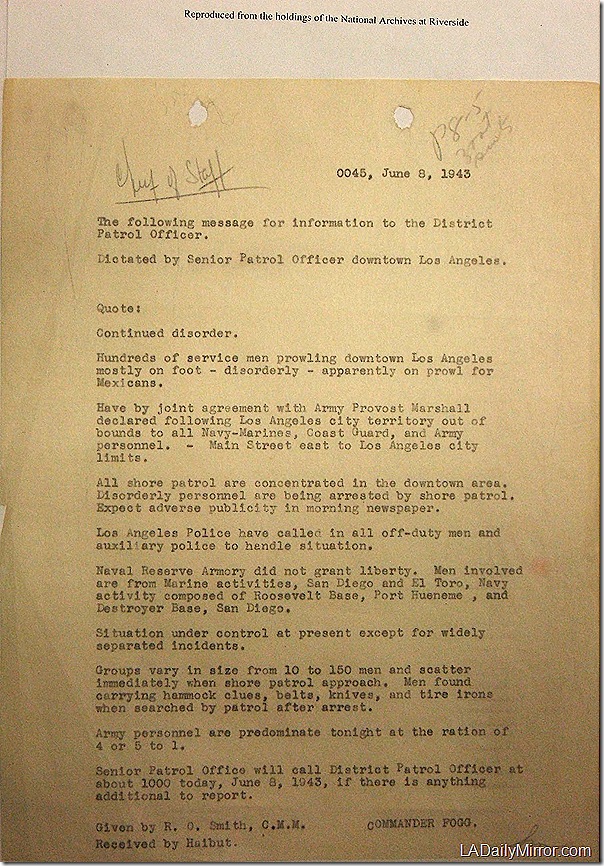 Reproduced from the holdings of the National Archives at Riverside
p8-5
zoot
suits
Chief of Staff
0045, June 8, 1943
The following message for information to the District
Patrol Officer.
Dictated by Senior Patrol Officer downtown Los Angeles.
Quote:
Continued disorder.
Hundreds of service men prowling downtown Los Angeles
mostly on foot - disorderly - apparently on prowl for
Mexicans.
Have by joint agreement with Army Provost Marshall
declared following Los Angeles city territory out of
bounds to all Navy-Marines, Coast Guard, and Army
personnel. - Main Street east to Los Angeles city
limits.
All shore patrol are concentrated in the downtown area.
Disorderly personnel are being arrested by shore patrol.
Expect adverse publicity in morning newspaper.
Los Angeles Police have called in all off-duty men and
auxiliary police to handle situation.
Naval Reserve Armory did not grant liberty. Men involved
are from Marine activities, San Diego and El Toro, Navy
activity composed of Roosevelt Base, Port Hueneme , and
Destroyer Base, San Diego.
Situation under control at present except for widely
separated incidents.
Groups vary in size from 10 to 150 men and scatter
immediately when shore patrol approach. Men found
carrying hammock clues, belts, knives, and tire irons
when searched by patrol after arrest.
Army personnel are predominate tonight at the ration of
4 or 5 to 1.
Senior Patrol Office will call District Patrol Officer at
about 1000 today, June 8, 1943, if there is anything
additional to report.
Given by R. O. Smith, C.M.M. COMMANDER FOGG.
Received by Haibut.
LADailyMirror.com